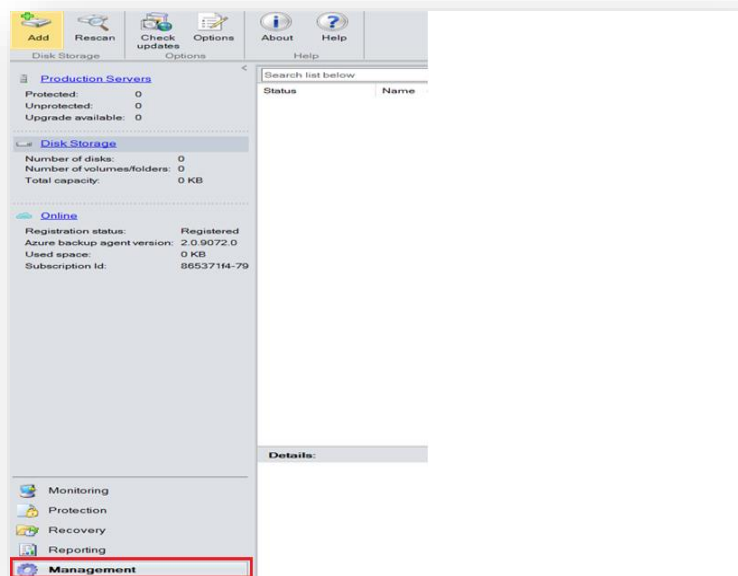 Add Rescan Check updates Options About Help
Disk Storage Options Help
<
Production Servers
Protected: 0
Unprotected: 0
Upgrade available: 0
Disk Storage
Number of disks: 0
Number of volumes/folders: 0
Total capacity: 0 KB
Online
Registration status: Registered
Azure backup agent version: 2.0.9072.0
Used space: 0 KB
Subscription Id: 865371f4-79
Search list below
Status Name
Details:
Monitoring
Protection
Recovery
Reporting
Management